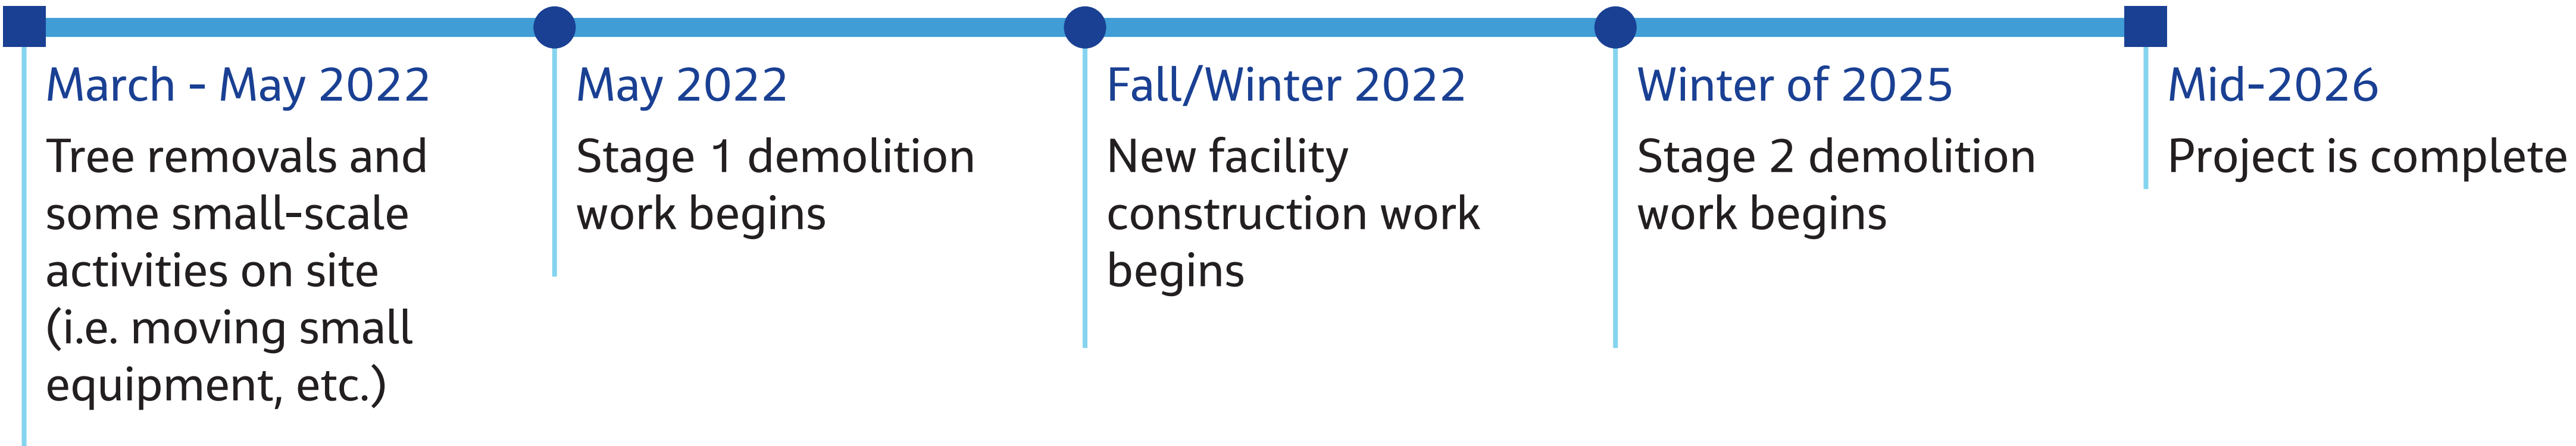 March - May 2022
Tree removals and
some small-scale
activities on site
(i.e. moving small
equipment, etc.)
May 2022
Stage 1 demolition
work begins
Fall/Winter 2022
New facility
construction work
begins
Winter of 2025
Stage 2 demolition
work begins
Mid-2026
Project is complete